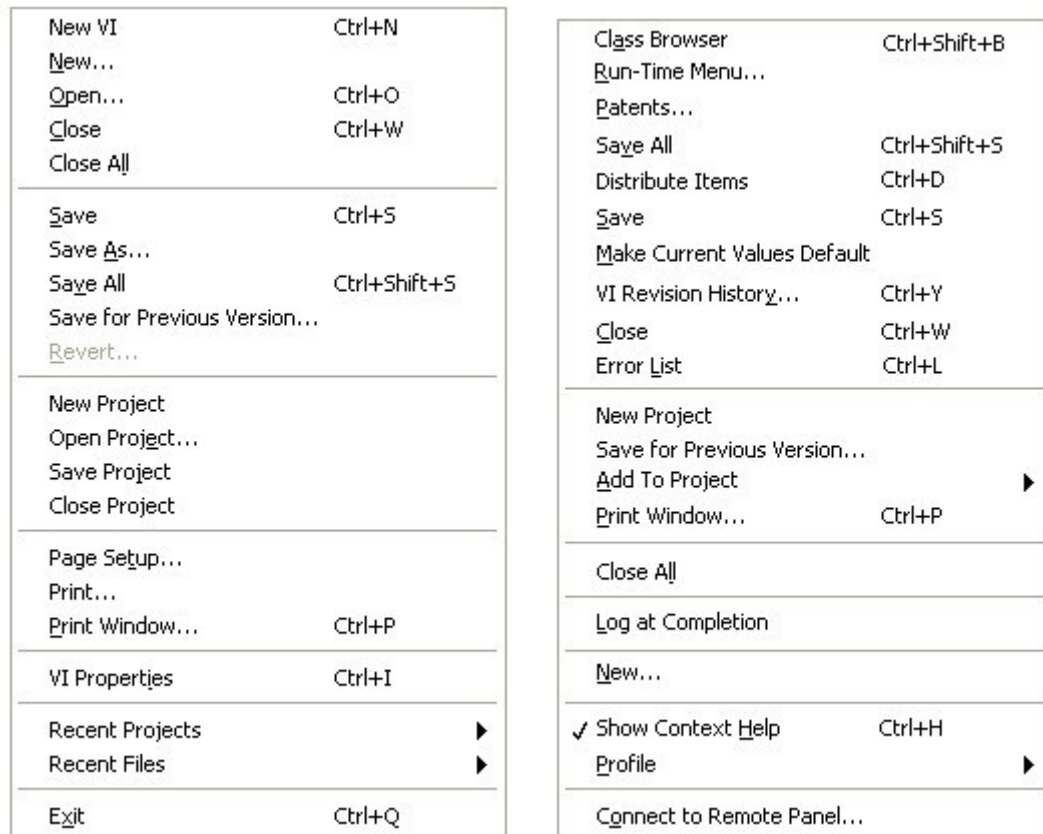 New VI Ctrl+N
New...
Open... Ctrl+O
Close Ctrl+W
Close All
Save Ctrl+S
Save As...
Save All Ctrl+Shift+S
Save for Previous Version...
Revert...
New Project
Open Project...
Save Project
Close Project
Page Setup...
Print...
Print Window... Ctrl+P
VI Properties Ctrl+I
Recent Projects
Recent Files
Exit Ctrl+Q
Class Browser Ctrl+Shift+B
Run-Time Menu...
Patents...
Save All Ctrl+Shift+S
Distribute Items Ctrl+D
Save Ctrl+S
Make Current Values Default
VI Revision History... Ctrl+Y
Close Ctrl+W
Error List Ctrl+L
New Project
Save for Previous Version...
Add To Project
Print Window... Ctrl+P
Close All
Log at Completion
New...
Show Context Help Ctrl+H
Profile
Connect to Remote Panel...